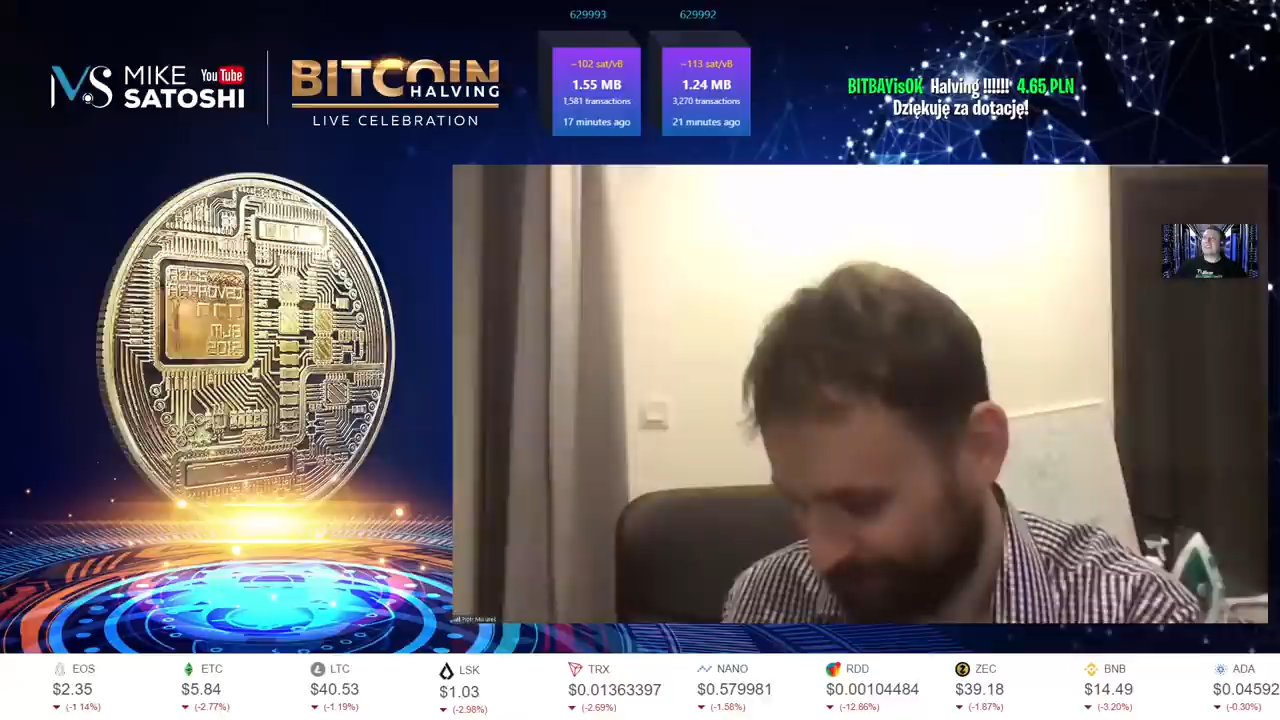 629993
629992
MS MIKE SATOSHI YouTube
BITCOIN HALVING
LIVE CELEBRATION
~102 sat/vB
1.55 MB
1,581 transactions
17 minutes ago
~113 sat/vB
1.24 MB
3,270 transactions
21 minutes ago
BITBAYisOK Halving !!!!!! 4.65 PLN
Dziękuję za dotację!
APPROVED
MJB
2012
EOS
$2.35
(-1.14%)
ETC
$5.84
(-2.77%)
LTC
$40.53
(-1.19%)
LSK
$1.03
(-2.98%)
TRX
$0.01363397
(-2.69%)
NANO
$0.579981
(-1.58%)
RDD
$0.00104484
(-12.86%)
ZEC
$39.18
(-1.87%)
BNB
$14.49
(-3.20%)
ADA
$0.04592
(-0.30%)